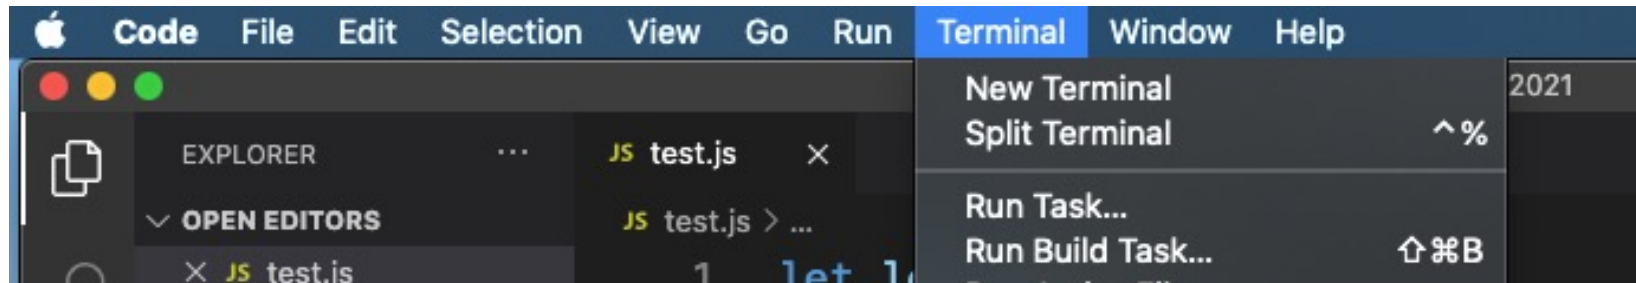 Code File Edit Selection View Go Run Terminal Window Help
New Terminal
2021
Split Terminal ^%
EXPLORER ...
JS test.js ×
OPEN EDITORS
JS test.js > ...
Run Task...
Run Build Task... ⇧⌘B
× JS test.js
1 let